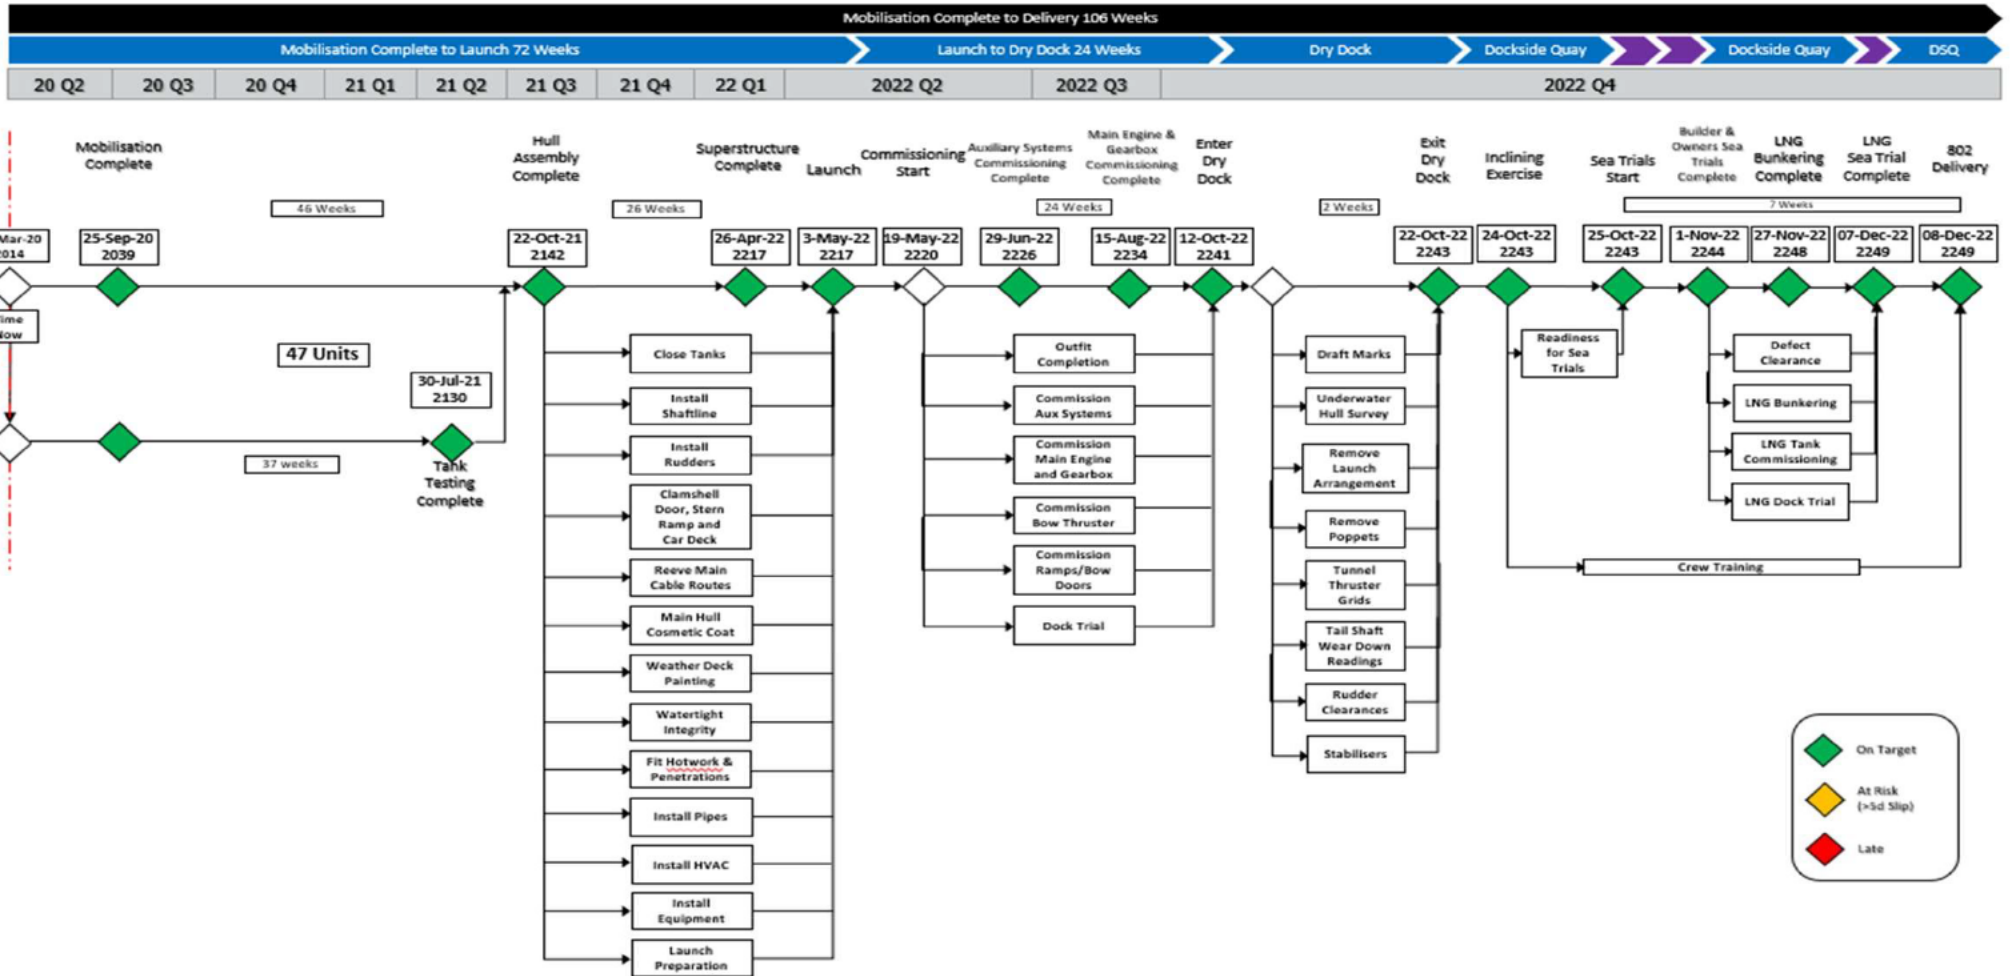 Mobilisation Complete to Delivery 106 Weeks
Mobilisation Complete to Launch 72 Weeks
Launch to Dry Dock 24 Weeks
Dry Dock
Dockside Quay
Dockside Quay
DSQ
20 Q2
20 Q3
20 Q4
21 Q1
21 Q2
21 Q3
21 Q4
22 Q1
2022 Q2
2022 Q3
2022 Q4
Mobilisation
Complete
Hull
Assembly
Complete
Superstructure
Complete
Launch
Commissioning
Start
Auxiliary Systems
Commissioning
Complete
Main Engine &
Gearbox
Commissioning
Complete
Enter
Dry
Dock
Exit
Dry
Dock
Inclining
Exercise
Sea Trials
Start
Builder &
Owners Sea
Trials
Complete
LNG
Bunkering
Complete
LNG
Sea Trial
Complete
802
Delivery
46 Weeks
26 Weeks
24 Weeks
2 Weeks
7 Weeks
Mar-20
2014
25-Sep-20
2039
22-Oct-21
2142
26-Apr-22
2217
3-May-22
2217
19-May-22
2220
29-Jun-22
2226
15-Aug-22
2234
12-Oct-22
2241
22-Oct-22
2243
24-Oct-22
2243
25-Oct-22
2243
1-Nov-22
2244
27-Nov-22
2248
07-Dec-22
2249
08-Dec-22
2249
ime
ow
47 Units
30-Jul-21
2130
37 weeks
Tank
Testing
Complete
Close Tanks
Install
Shaftline
Install
Rudders
Clamshell
Door, Stern
Ramp and
Car Deck
Reeve Main
Cable Routes
Main Hull
Cosmetic Coat
Weather Deck
Painting
Watertight
Integrity
Fit Hotwork &
Penetrations
Install Pipes
Install HVAC
Install
Equipment
Launch
Preparation
Outfit
Completion
Commission
Aux Systems
Commission
Main Engine
and Gearbox
Commission
Bow Thruster
Commission
Ramps/Bow
Doors
Dock Trial
Draft Marks
Underwater
Hull Survey
Remove
Launch
Arrangement
Remove
Poppets
Tunnel
Thruster
Grids
Tail Shaft
Wear Down
Readings
Rudder
Clearances
Stabilisers
Readiness
for Sea
Trials
Defect
Clearance
LNG Bunkering
LNG Tank
Commissioning
LNG Dock Trial
Crew Training
On Target
At Risk
(>5d Slip)
Late